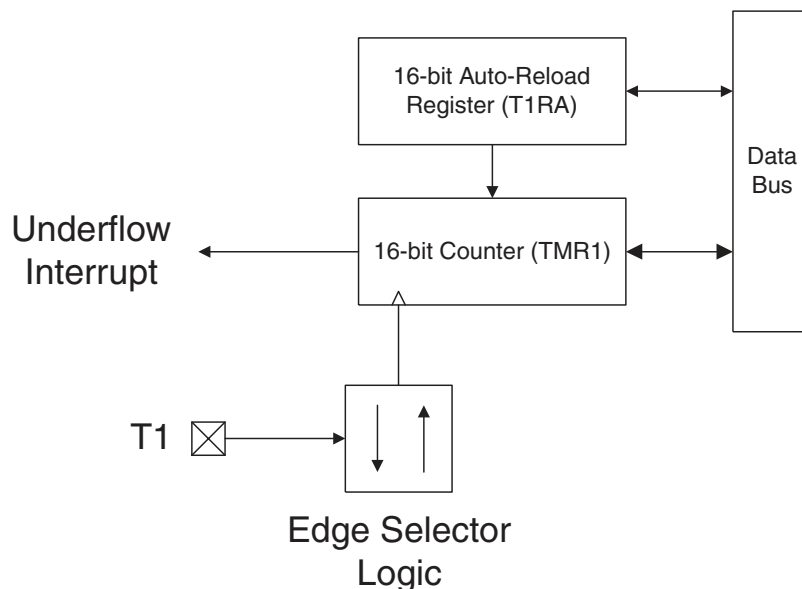 16-bit Auto-Reload
Register (T1RA)
Data
Bus
Underflow
Interrupt
16-bit Counter (TMR1)
T1
Edge Selector
Logic